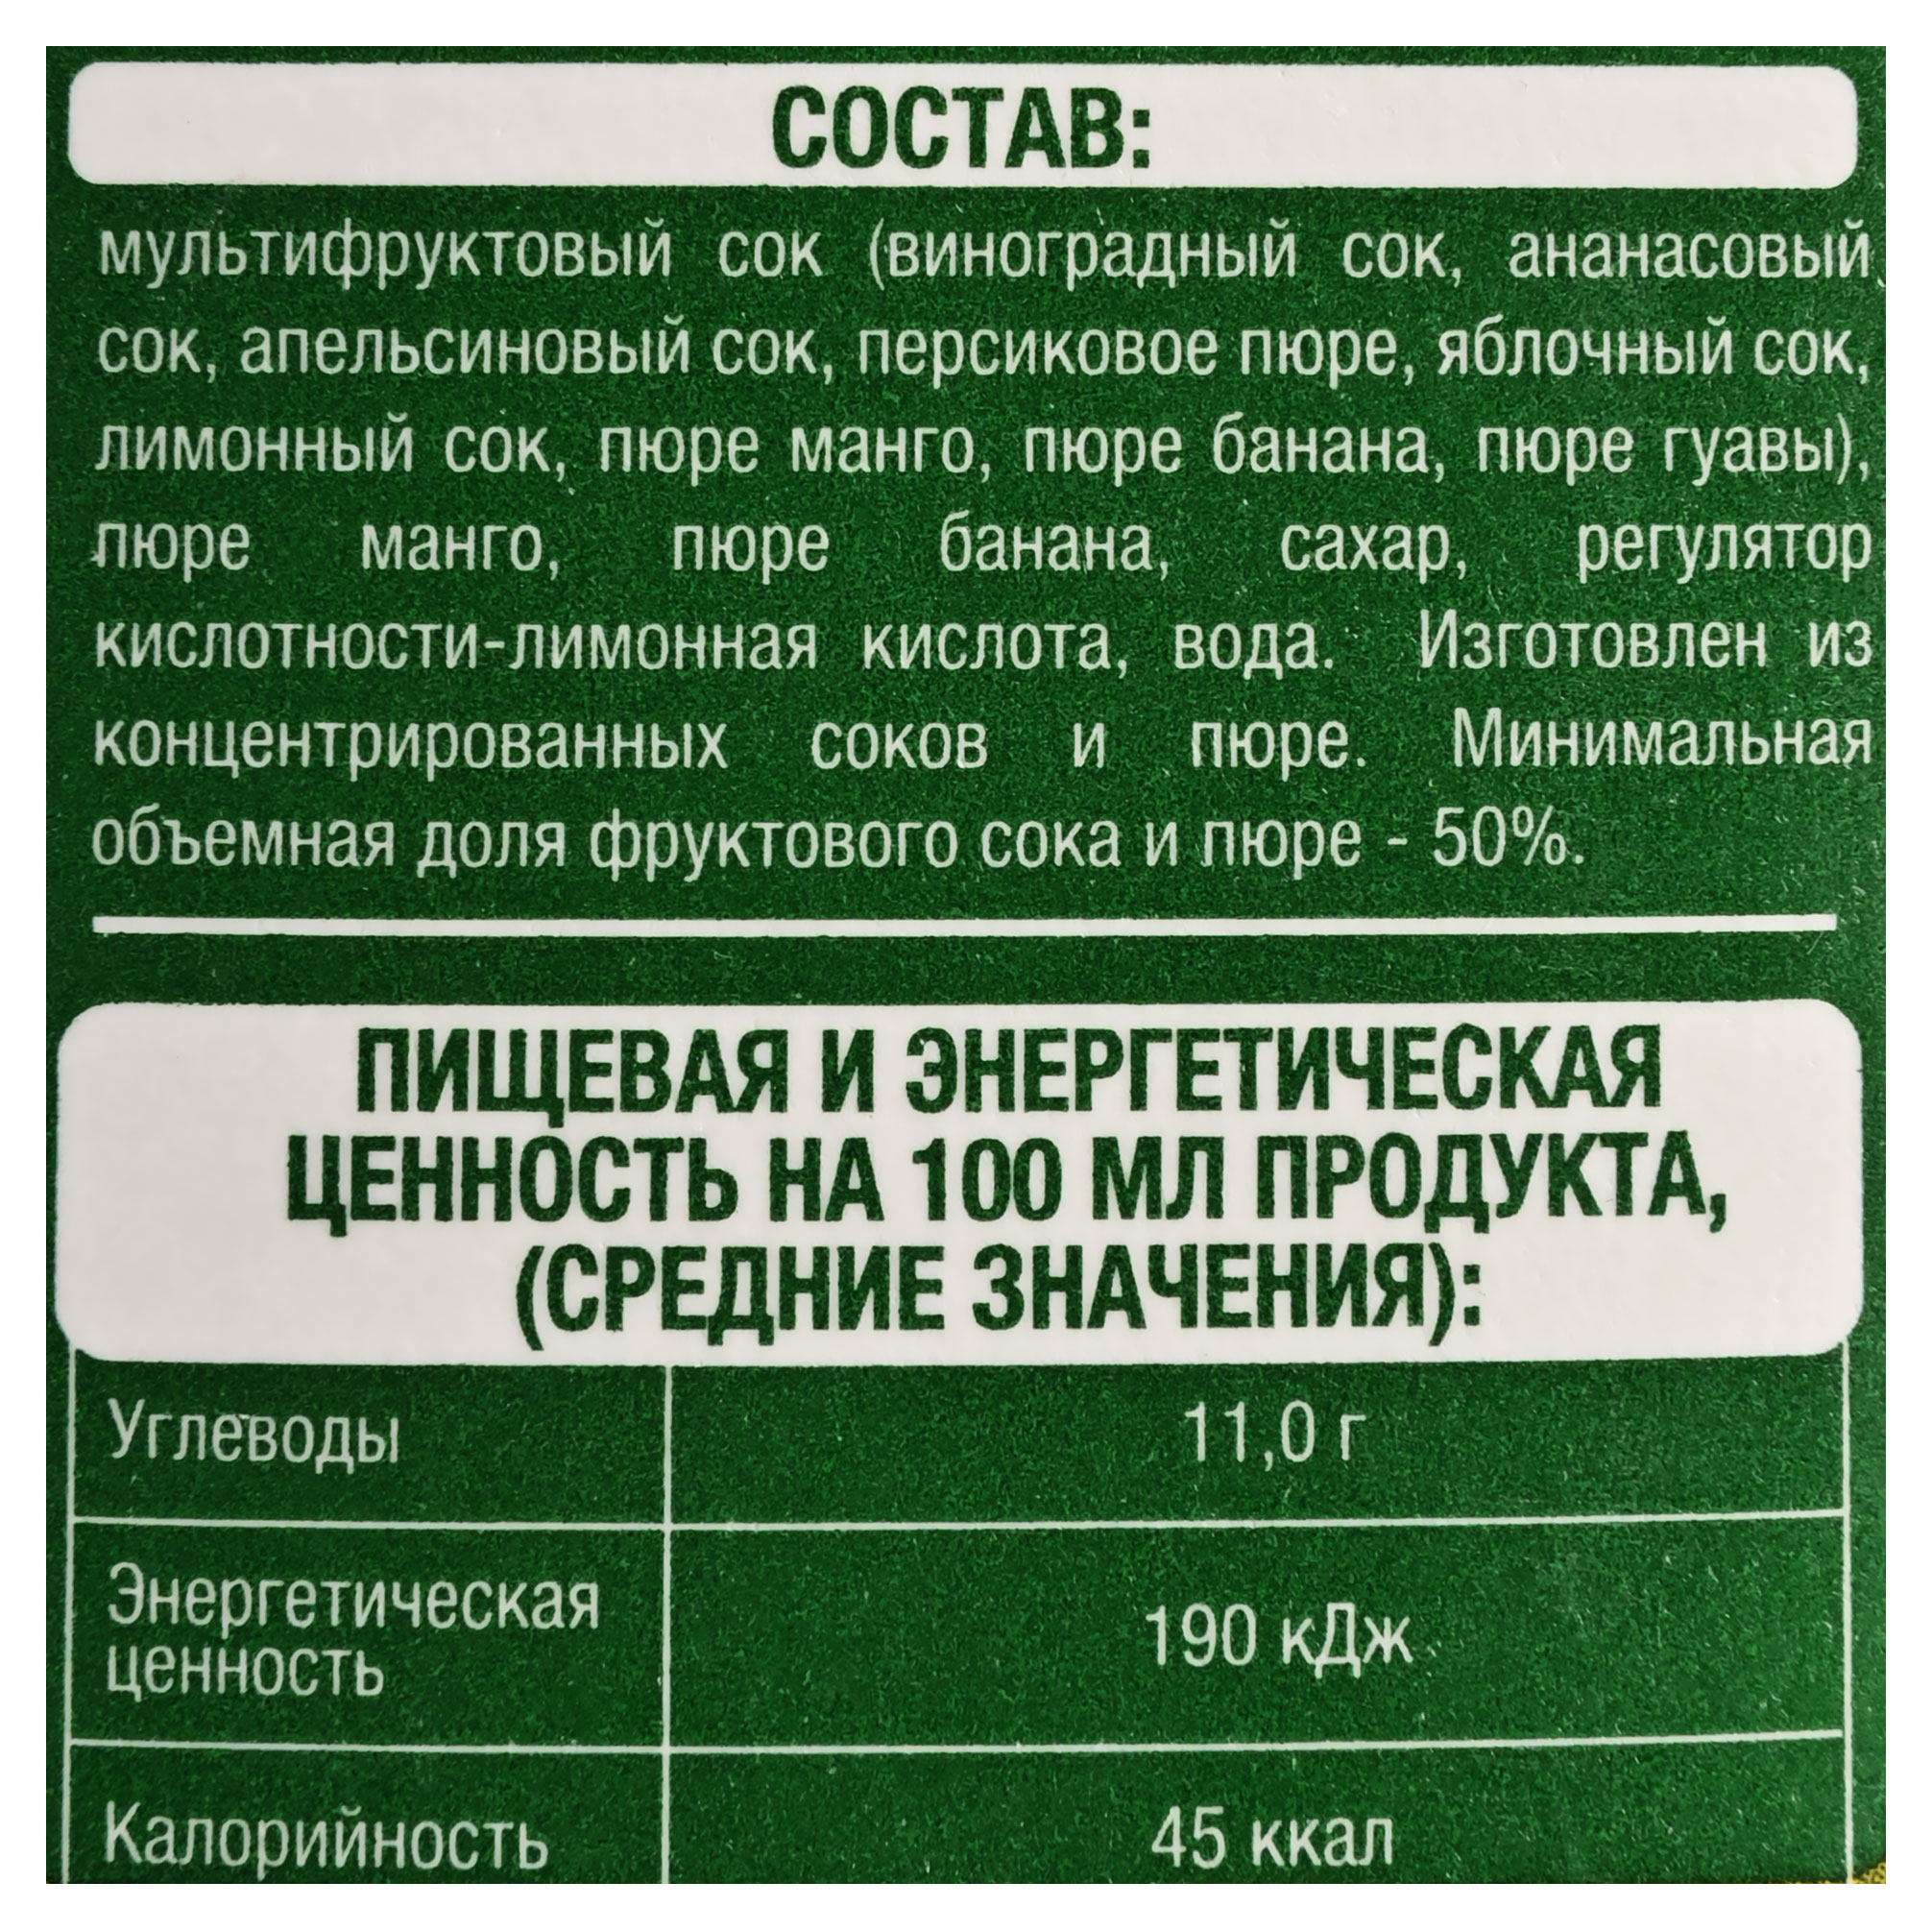 СОСТАВ:
мультифруктовый сок (виноградный сок, ананасовый
сок, апельсиновый сок, персиковое пюре, яблочный сок,
лимонный сок, пюре манго, пюре банана, пюре гуавы),
пюре манго, пюре банана, сахар, регулятор
кислотности-лимонная кислота, вода. Изготовлен из
концентрированных соков и пюре. Минимальная
объемная доля фруктового сока и пюре - 50%.
ПИЩЕВАЯ И ЭНЕРГЕТИЧЕСКАЯ
ЦЕННОСТЬ НА 100 МЛ ПРОДУКТА,
(СРЕДНИЕ ЗНАЧЕНИЯ):
Углеводы 11,0 г
Энергетическая
ценность 190 кДж
Калорийность 45 ккал